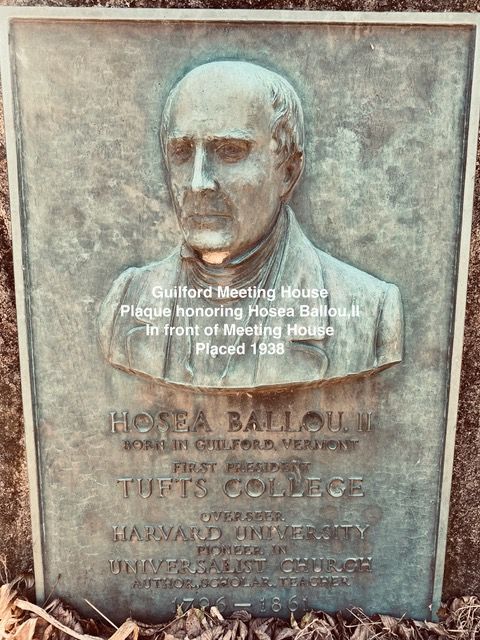 Guilford Meeting House
Plaque honoring Hosea Ballou,II
In front of Meeting House
Placed 1938
HOSEA BALLOU. II
BORN IN GUILFORD, VERMONT
FIRST PRESIDENT
TUFTS COLLEGE
OVERSEER
HARVARD UNIVERSITY
PIONEER IN
UNIVERSALIST CHURCH
AUTHOR, SCHOLAR, TEACHER
1796 — 1861